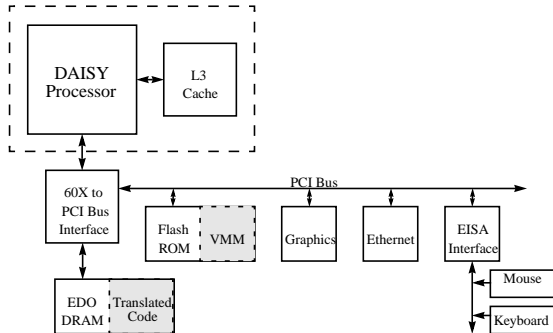 DAISY
Processor
L3
Cache
60X to
PCI Bus
Interface
PCI Bus
Flash
ROM
VMM
Graphics
Ethernet
EISA
Interface
EDO
DRAM
Translated
Code
Mouse
Keyboard